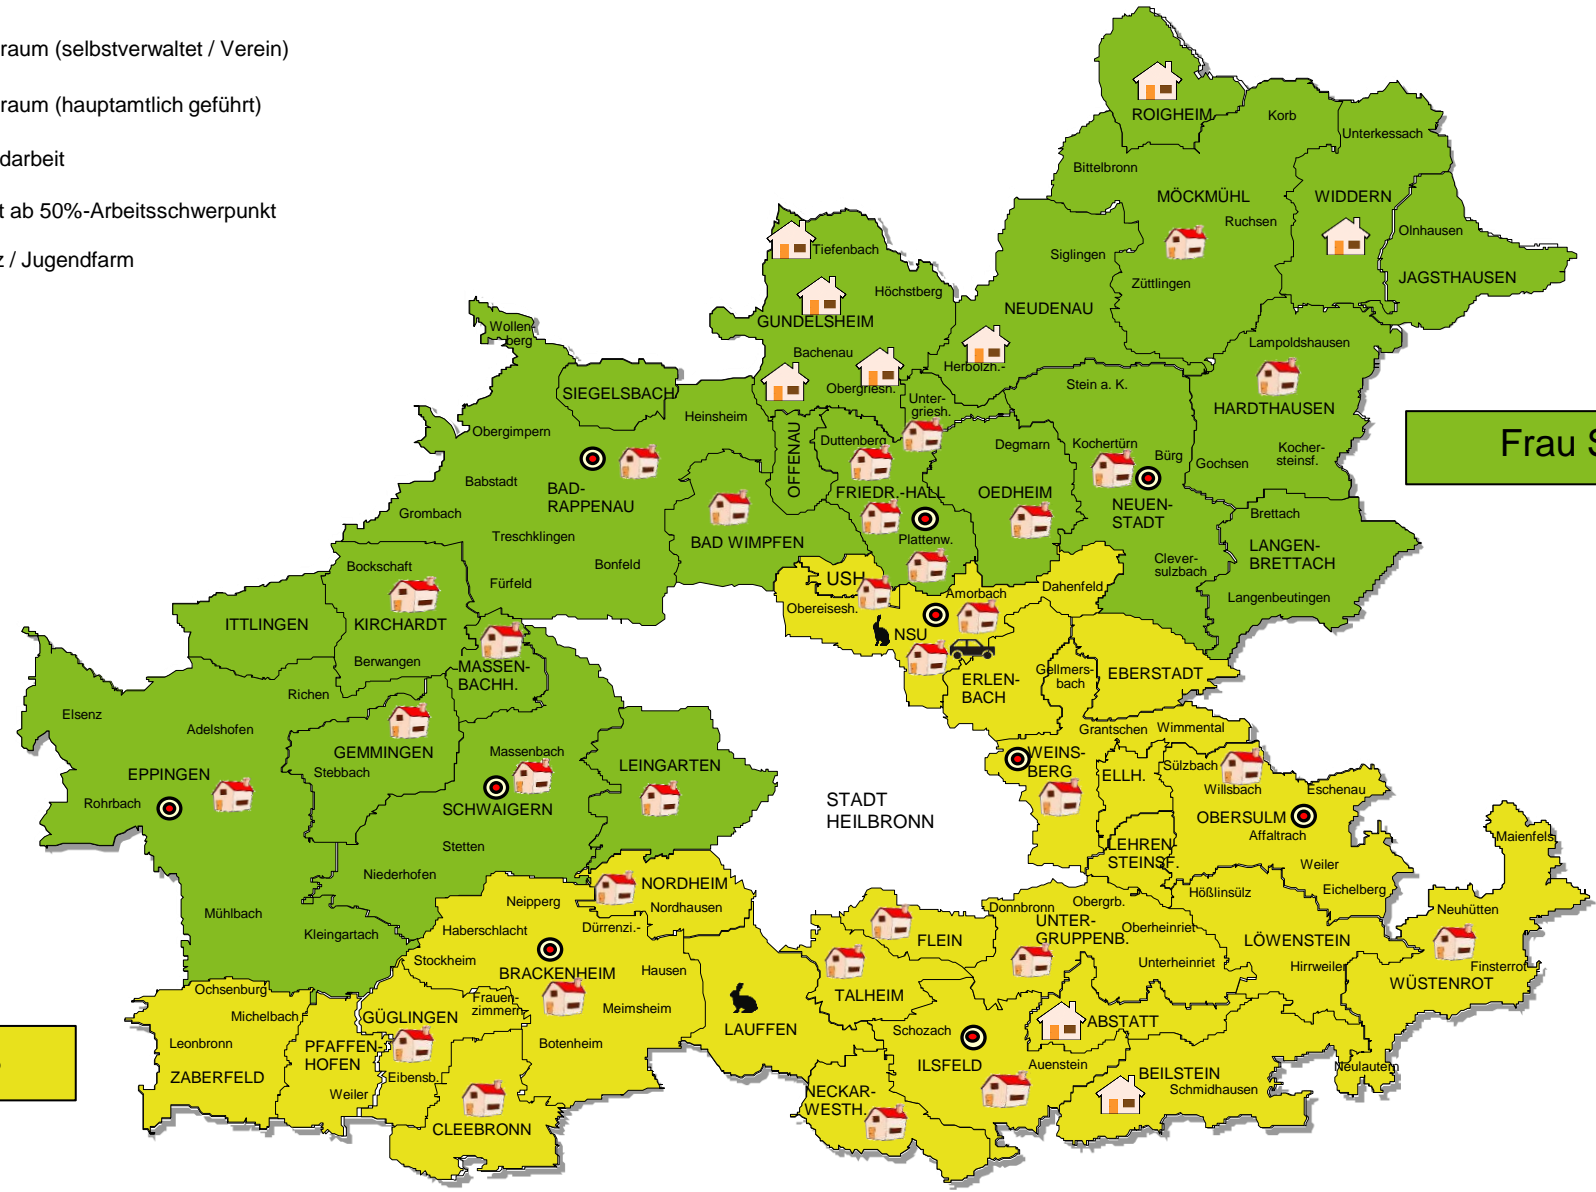 raum (selbstverwaltet / Verein)
raum (hauptamtlich geführt)
darbeit
t ab 50%-Arbeitsschwerpunkt
z / Jugendfarm
ROIGHEIM
Korb
Unterkessach
Bittelbronn
MÖCKMÜHL
WIDDERN
Ruchsen
Olnhausen
Tiefenbach
Siglingen
Züttlingen
JAGSTHAUSEN
Höchstberg
NEUDENAU
GUNDELSHEIM
Wollen-
berg
Lampoldshausen
Bachenau
Herbolzh.-
Obergriesh.
Stein a. K.
SIEGELSBACH
Unter-
griesh.
HARDTHAUSEN
Heinsheim
Obergimpern
OFFENAU
Duttenberg
Degmarn
Kochertürn
Bürg
Gochsen
Kocher-
steinsf.
Frau S
Babstadt
BAD-
RAPPENAU
FRIEDR.-HALL
OEDHEIM
NEUEN-
STADT
Grombach
Brettach
Treschklingen
BAD WIMPFEN
Plattenw.
LANGEN-
BRETTACH
Bockschaft
Bonfeld
Clever-
sulzbach
Fürfeld
USH
Obereisesh.
Amorbach
Dahenfeld
Langenbeutingen
ITTLINGEN
KIRCHARDT
NSU
Berwangen
MASSEN-
BACHH.
ERLEN-
BACH
Gellmers-
bach
EBERSTADT
Richen
Elsenz
Adelshofen
Grantschen
Wimmental
GEMMINGEN
Massenbach
LEINGARTEN
WEINS-
BERG
EPPINGEN
Stebbach
ELLH.
Sülzbach
Willsbach
Eschenau
Rohrbach
SCHWAIGERN
STADT
HEILBRONN
OBERSULM
Affaltrach
Maienfels
Stetten
LEHREN
STEINSF.
Weiler
Niederhofen
NORDHEIM
Hößlinsülz
Eichelberg
Neipperg
Nordhausen
Donnbronn
Obergrb.
Neuhütten
Mühlbach
Kleingartach
Haberschlacht
Dürrenzi.-
FLEIN
UNTER-
GRUPPENB.
Oberheinriet
LÖWENSTEIN
Stockheim
BRACKENHEIM
Hausen
Unterheinriet
Hirrweiler
Finsterrot
WÜSTENROT
Ochsenburg
Frauen-
zimmern
Meimsheim
TALHEIM
Michelbach
GÜGLINGEN
LAUFFEN
Schozach
ABSTATT
Leonbronn
PFAFFEN-
HOFEN
Botenheim
ILSFELD
Auenstein
Neulautern
ZABERFELD
Eibensb.
BEILSTEIN
Weiler
NECKAR-
WESTH.
Schmidhausen
CLEEBRONN